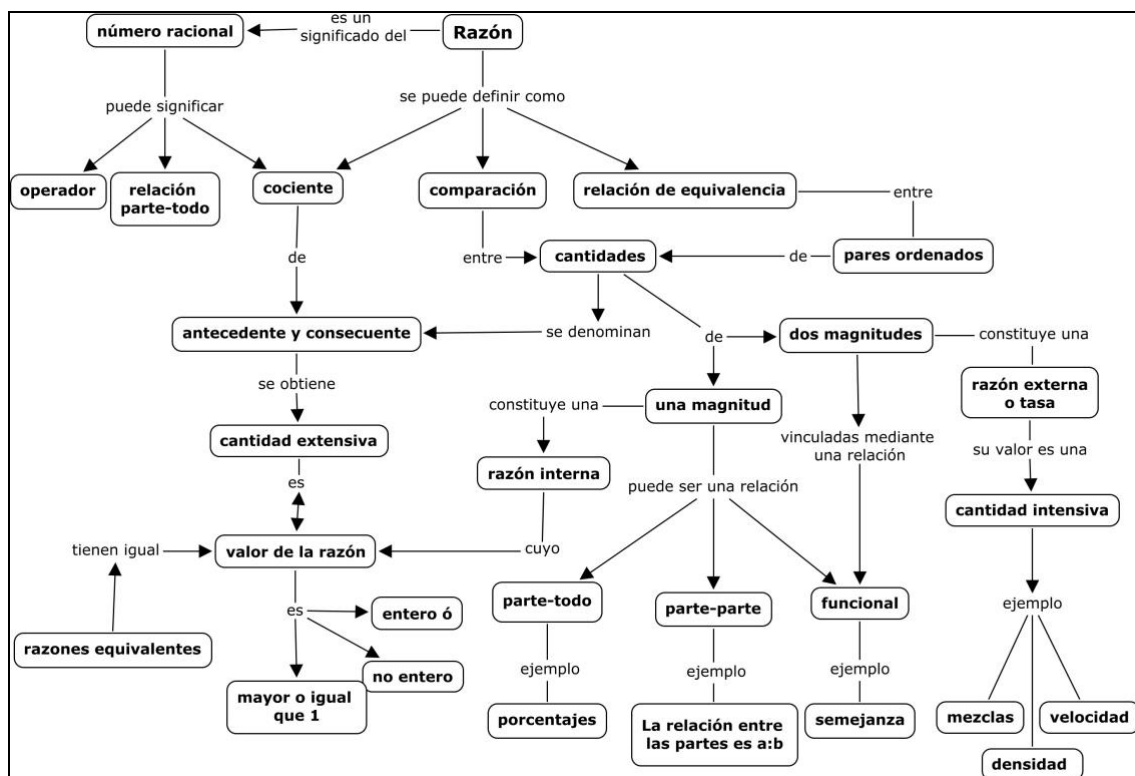 es un
significado del
número racional
Razón
puede significar
se puede definir como
operador
relación
parte-todo
cociente
comparación
relación de equivalencia
entre
de
entre
cantidades
de
pares ordenados
antecedente y consecuente
se denominan
de
dos magnitudes
constituye una
se obtiene
constituye una
una magnitud
razón externa
o tasa
cantidad extensiva
vinculadas mediante
una relación
su valor es una
razón interna
es
puede ser una relación
cantidad intensiva
tienen igual
valor de la razón
cuyo
es
entero ó
parte-todo
parte-parte
funcional
ejemplo
razones equivalentes
no entero
ejemplo
ejemplo
ejemplo
mayor o igual
que 1
porcentajes
La relación entre
las partes es a:b
semejanza
mezclas
velocidad
densidad